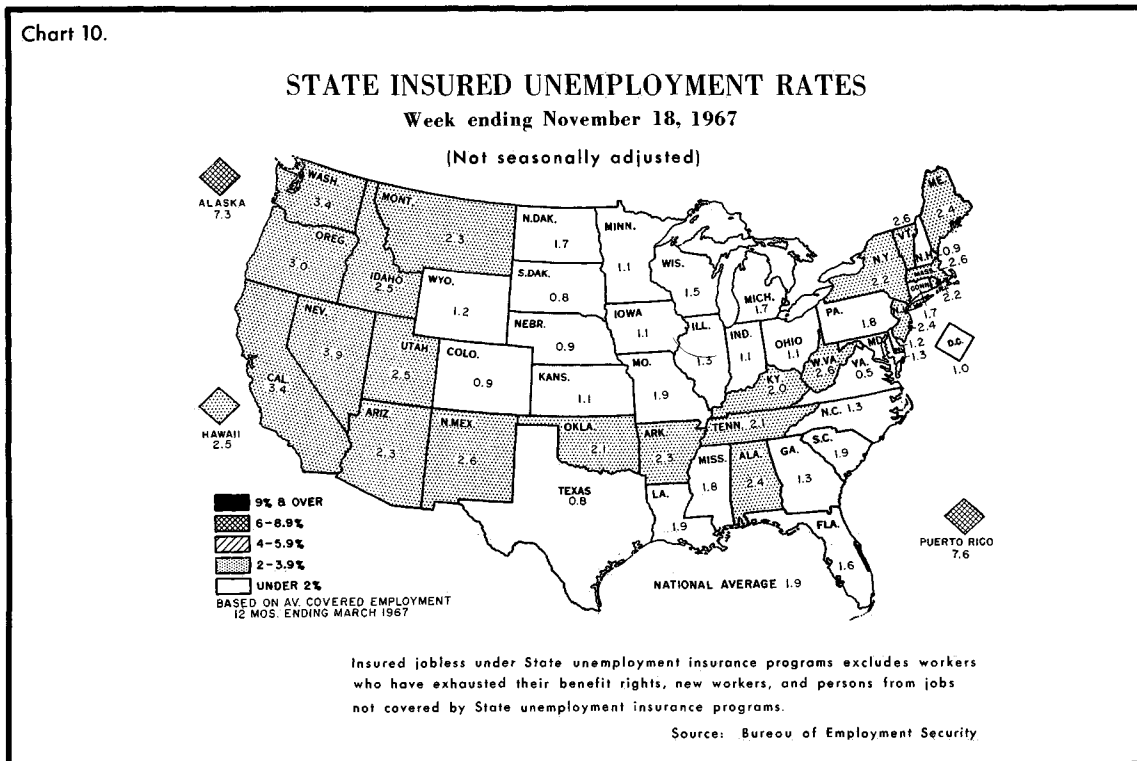 Chart 10.
STATE INSURED UNEMPLOYMENT RATES
Week ending November 18, 1967
(Not seasonally adjusted)
ALASKA
7.3
WASH
3.4
OREG.
3.0
MONT.
2.3
IDAHO
2.5
WYO.
1.2
N.DAK.
1.7
S.DAK.
0.8
NEBR.
0.9
MINN.
1.1
WIS.
1.5
MICH.
1.7
IOWA
1.1
ILL.
1.3
IND.
1.1
OHIO
1.1
PA.
1.8
N.Y.
2.2
2.6
VT.
ME.
2.4
N.H.
0.9
MASS.
2.6
CONN.
2.2
1.7
N.J.
2.4
1.2
1.3
MD.
D.C.
1.0
NEV.
3.9
UTAH
2.5
CAL.
3.4
COLO.
0.9
KANS.
1.1
MO.
1.9
KY.
2.0
W.VA.
2.6
VA.
0.5
N.C. 1.3
TENN. 2.1
S.C.
1.9
ARIZ.
2.3
N.MEX.
2.6
OKLA.
2.1
ARK.
2.3
MISS.
1.8
ALA.
2.4
GA.
1.3
TEXAS
0.8
LA.
1.9
FLA.
1.6
HAWAII
2.5
PUERTO RICO
7.6
9% & OVER
6-8.9%
4-5.9%
2-3.9%
UNDER 2%
BASED ON AV. COVERED EMPLOYMENT
12 MOS. ENDING MARCH 1967
NATIONAL AVERAGE 1.9
Insured jobless under State unemployment insurance programs excludes workers
who have exhausted their benefit rights, new workers, and persons from jobs
not covered by State unemployment insurance programs.
Source: Bureau of Employment Security